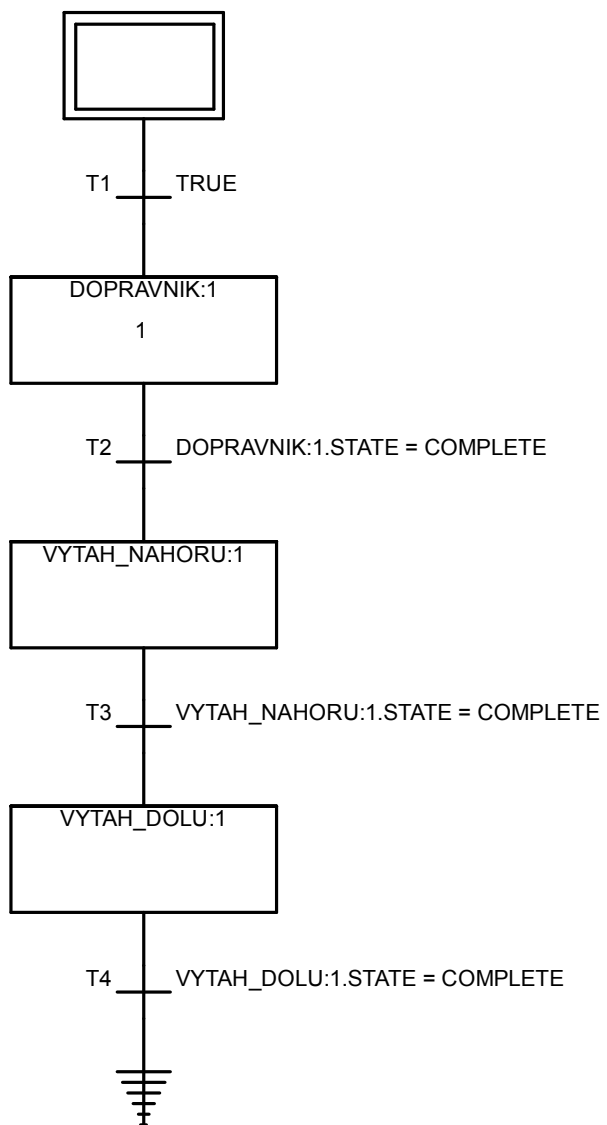 T1 TRUE
DOPRAVNIK:1
1
T2 DOPRAVNIK:1.STATE = COMPLETE
VYTAH_NAHORU:1
T3 VYTAH_NAHORU:1.STATE = COMPLETE
VYTAH_DOLU:1
T4 VYTAH_DOLU:1.STATE = COMPLETE